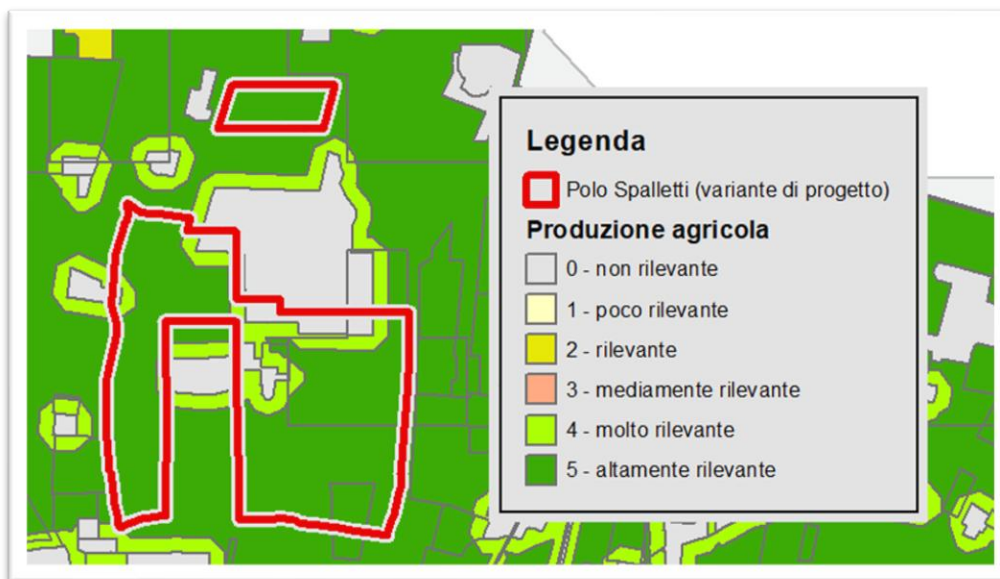 Legenda
Polo Spalletti (variante di progetto)
Produzione agricola
0 - non rilevante
1 - poco rilevante
2 - rilevante
3 - mediamente rilevante
4 - molto rilevante
5 - altamente rilevante